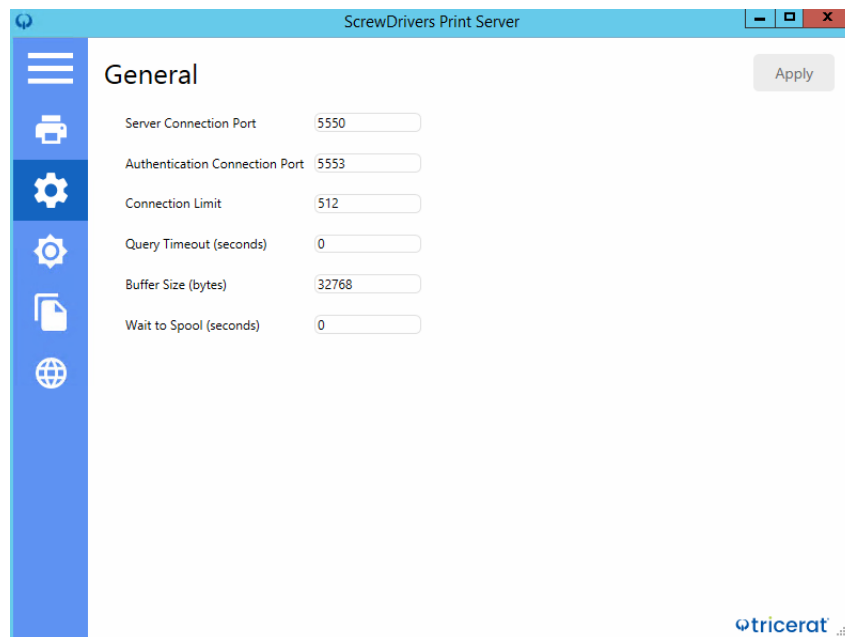 ScrewDrivers Print Server
General
Apply
Server Connection Port 5550
Authentication Connection Port 5553
Connection Limit 512
Query Timeout (seconds) 0
Buffer Size (bytes) 32768
Wait to Spool (seconds) 0
tricerat